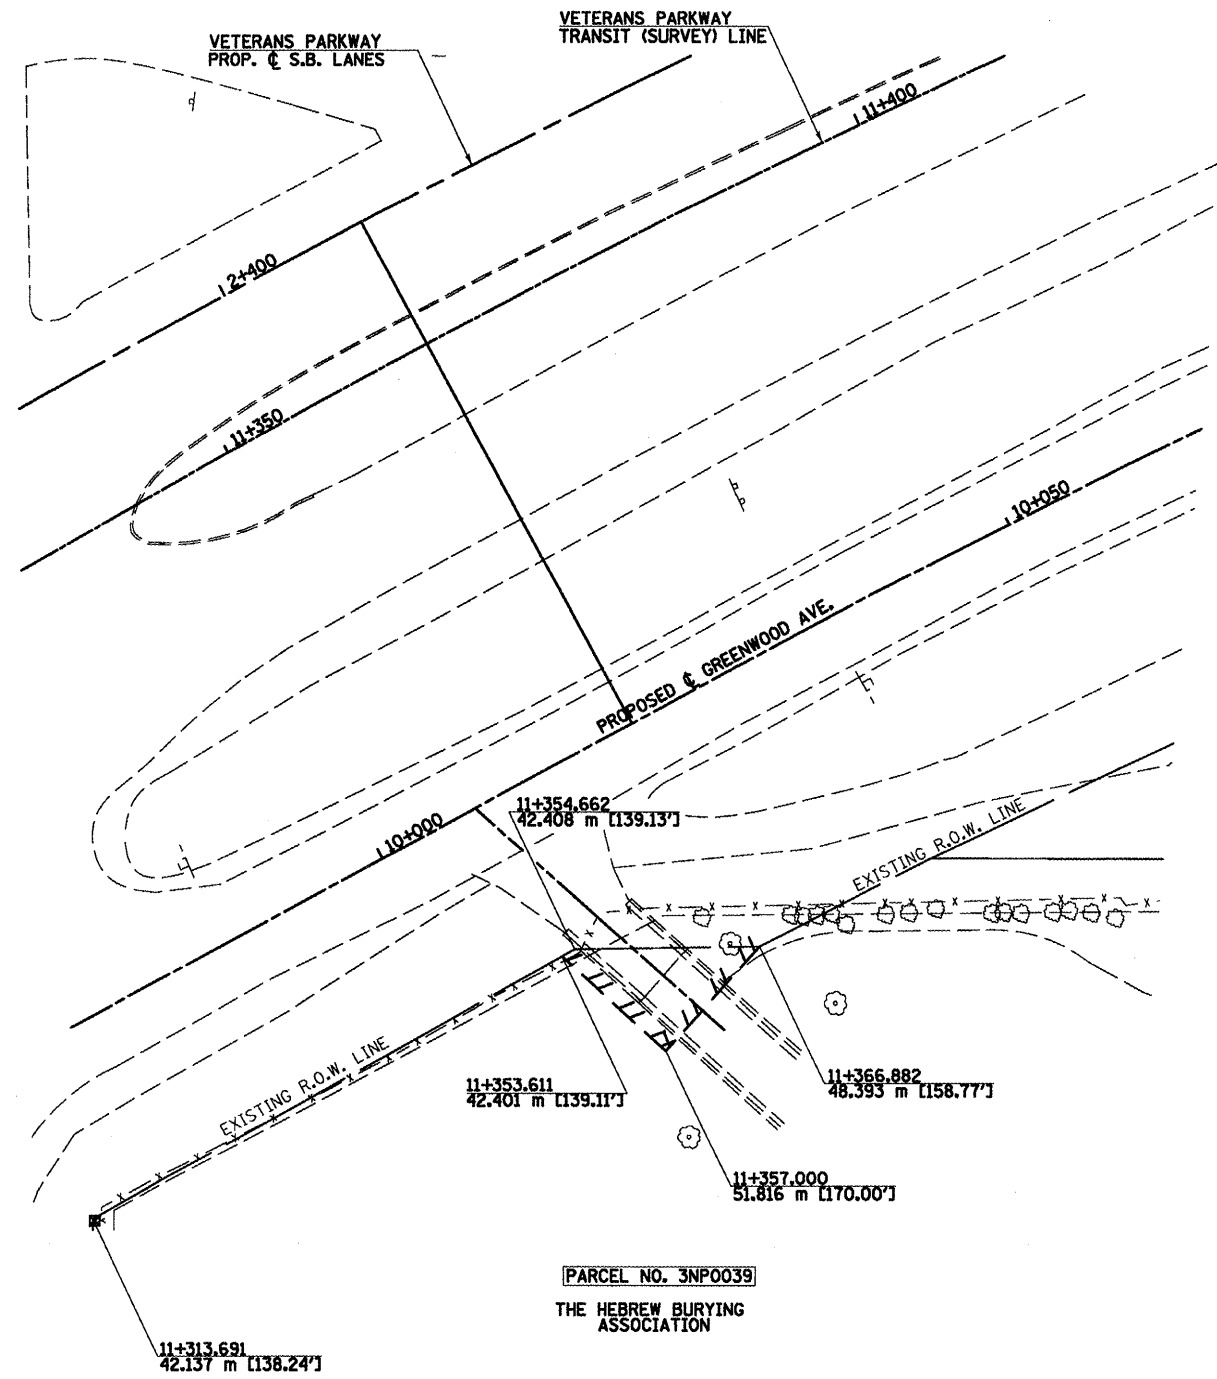 VETERANS PARKWAY
TRANSIT (SURVEY) LINE
VETERANS PARKWAY
PROP. ℄ S.B. LANES
11+400
2+400
11+350
10+050
PROPOSED ℄ GREENWOOD AVE.
11+354.662
42.408 m [139.13']
10+000
EXISTING R.O.W. LINE
EXISTING R.O.W. LINE
11+353.611
42.401 m [139.11']
11+366.882
48.393 m [158.77']
11+357.000
51.816 m [170.00']
PARCEL NO. 3NP0039
THE HEBREW BURYING
ASSOCIATION
11+313.691
42.137 m [138.24']